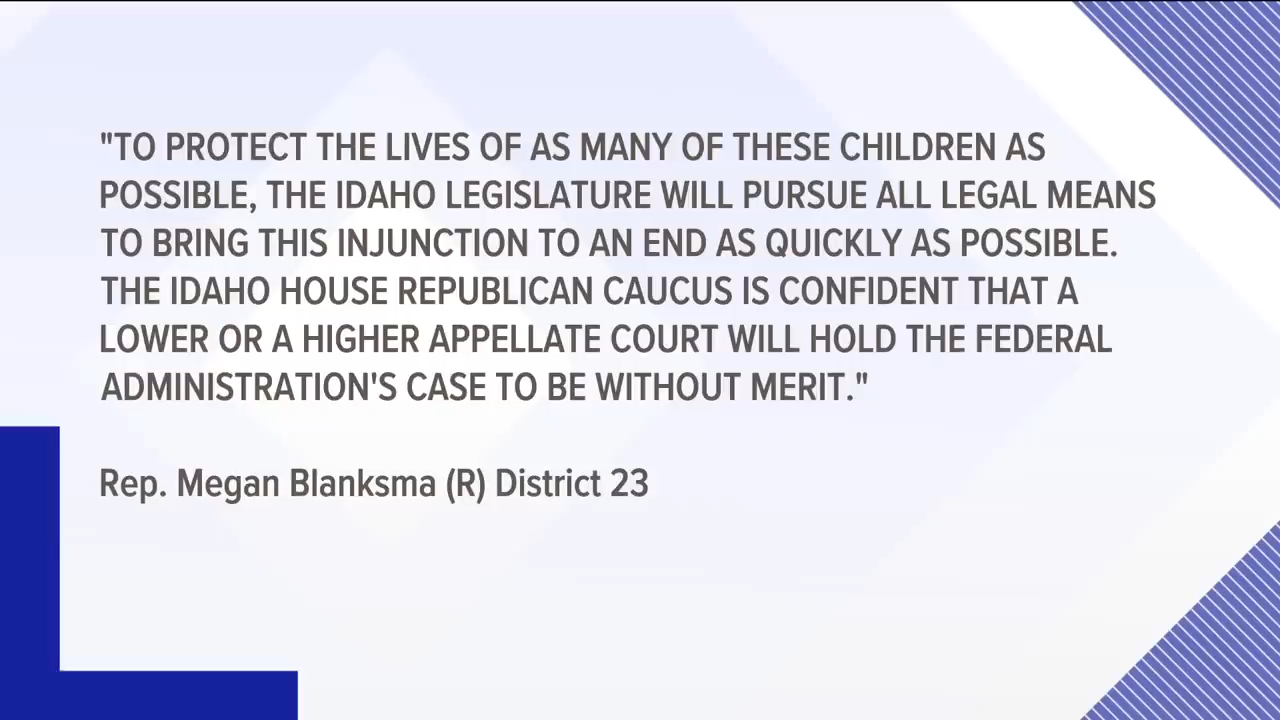 "TO PROTECT THE LIVES OF AS MANY OF THESE CHILDREN AS
POSSIBLE, THE IDAHO LEGISLATURE WILL PURSUE ALL LEGAL MEANS
TO BRING THIS INJUNCTION TO AN END AS QUICKLY AS POSSIBLE.
THE IDAHO HOUSE REPUBLICAN CAUCUS IS CONFIDENT THAT A
LOWER OR A HIGHER APPELLATE COURT WILL HOLD THE FEDERAL
ADMINISTRATION'S CASE TO BE WITHOUT MERIT."
Rep. Megan Blanksma (R) District 23